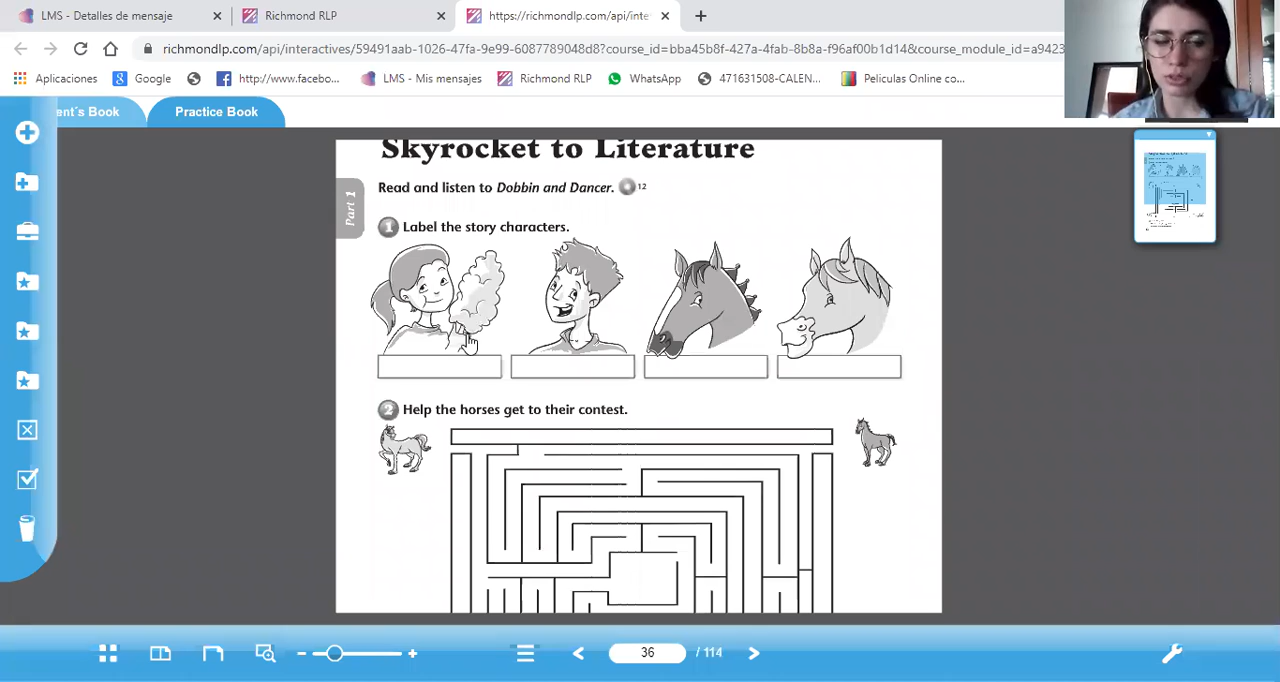 LMS - Detalles de mensaje
Richmond RLP
https://richmondlp.com/api/inte
richmondlp.com/api/interactives/59491aab-1026-47fa-9e99-6087789048d8?course_id=bba45b8f-427a-4fab-8b8a-f96af00b1d14&course_module_id=a9423
Aplicaciones
Google
http://www.facebo...
LMS - Mis mensajes
Richmond RLP
WhatsApp
171631508-CALEN...
Peliculas Online co...
ent´s Book
Practice Book
Skyrocket to Literature
Part 1
Read and listen to Dobbin and Dancer. 12
1 Label the story characters.
2 Help the horses get to their contest.
36 / 114